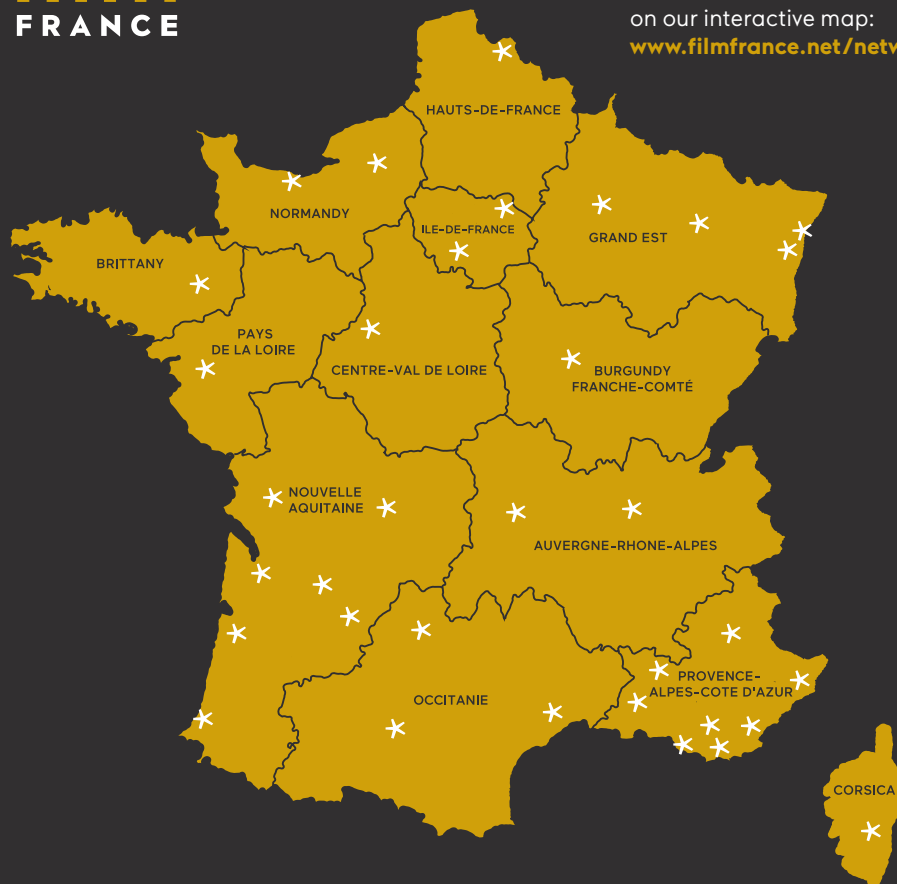 FRANCE
on our interactive map:
www.filmfrance.net/netw
HAUTS-DE-FRANCE
NORMANDY
ILE-DE-FRANCE
GRAND EST
BRITTANY
PAYS
DE LA LOIRE
CENTRE-VAL DE LOIRE
BURGUNDY
FRANCHE-COMTÉ
NOUVELLE
AQUITAINE
AUVERGNE-RHONE-ALPES
PROVENCE-
ALPES-COTE D'AZUR
OCCITANIE
CORSICA